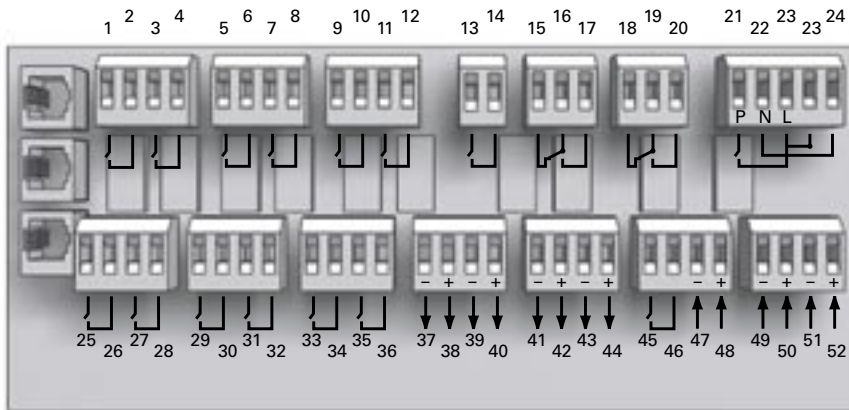 2 4 6 8 10 12 14 16 19 23 24
1 3 5 7 9 11 13 15 17 18 20 21 22 23
P N L
− + − + − + − + − + − + − +
25 27 29 31 33 35 37 39 41 43 45 47 49 51
26 28 30 32 34 36 38 40 42 44 46 48 50 52